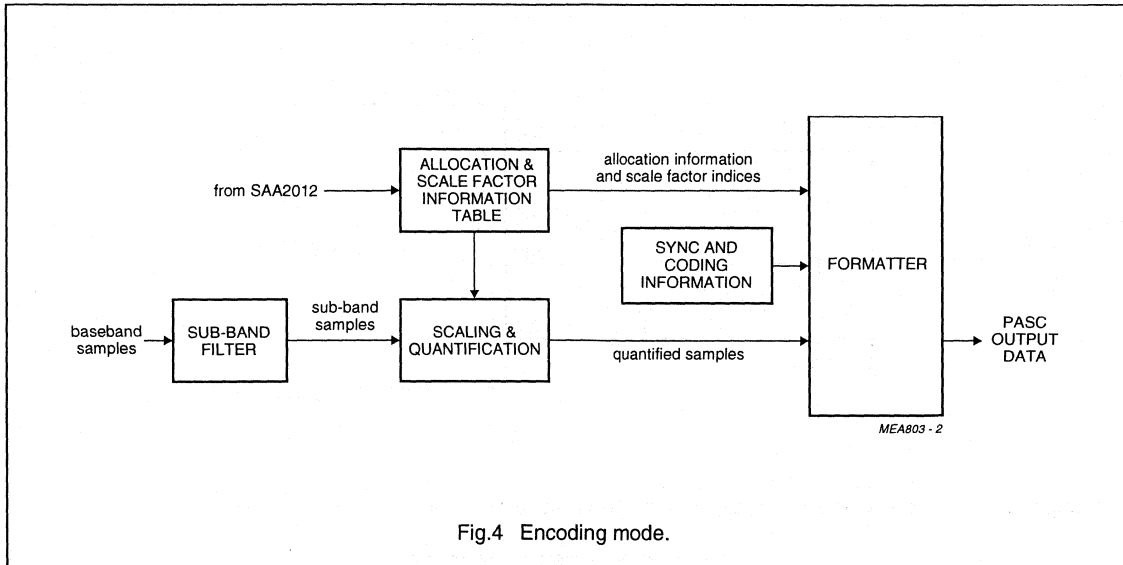 from SAA2012
ALLOCATION &
SCALE FACTOR
INFORMATION
TABLE
allocation information
and scale factor indices
SYNC AND
CODING
INFORMATION
FORMATTER
baseband
samples
SUB-BAND
FILTER
sub-band
samples
SCALING &
QUANTIFICATION
quantified samples
PASC
OUTPUT
DATA
MEA803 - 2
Fig.4 Encoding mode.